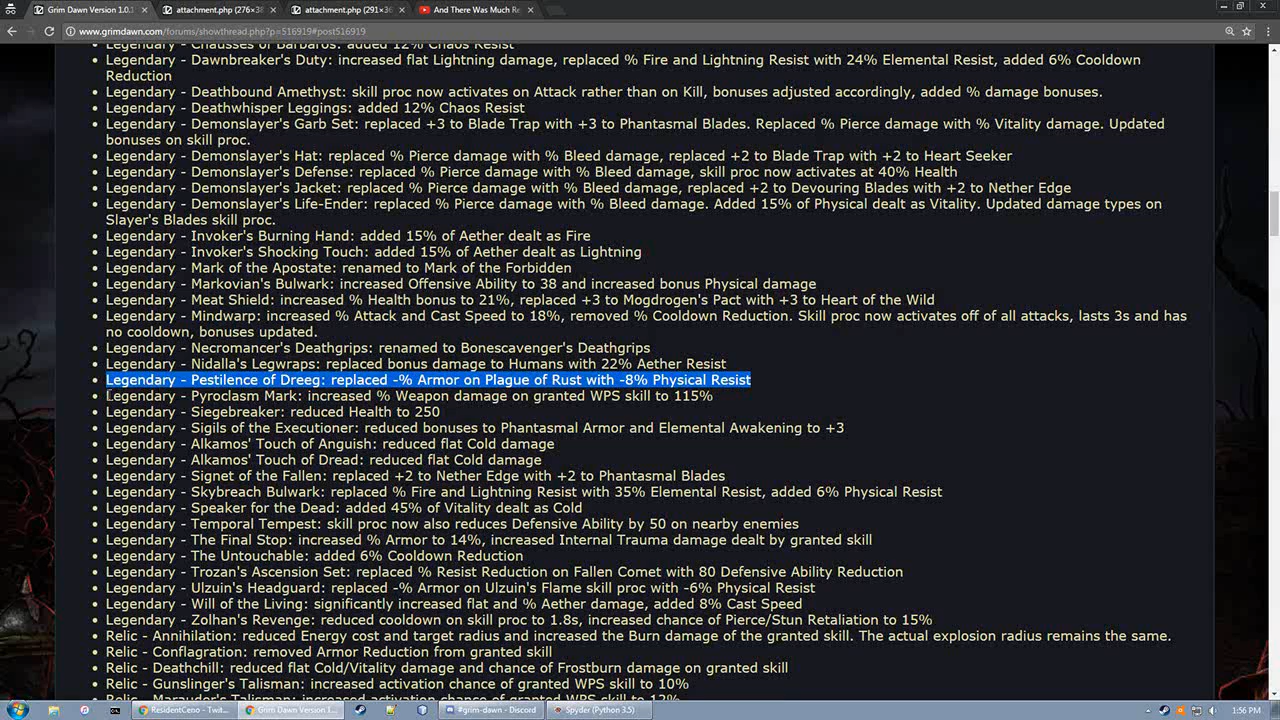 Grim Dawn Version 1.0.1
attachment.php (276×38
attachment.php (291×36
And There Was Much Re
www.grimdawn.com/forums/showthread.php?p=516919#post516919
Legendary - Chausses of Barbaros: added 12% Chaos Resist
Legendary - Dawnbreaker's Duty: increased flat Lightning damage, replaced % Fire and Lightning Resist with 24% Elemental Resist, added 6% Cooldown
Reduction
Legendary - Deathbound Amethyst: skill proc now activates on Attack rather than on Kill, bonuses adjusted accordingly, added % damage bonuses.
Legendary - Deathwhisper Leggings: added 12% Chaos Resist
Legendary - Demonslayer's Garb Set: replaced +3 to Blade Trap with +3 to Phantasmal Blades. Replaced % Pierce damage with % Vitality damage. Updated
bonuses on skill proc.
Legendary - Demonslayer's Hat: replaced % Pierce damage with % Bleed damage, replaced +2 to Blade Trap with +2 to Heart Seeker
Legendary - Demonslayer's Defense: replaced % Pierce damage with % Bleed damage, skill proc now activates at 40% Health
Legendary - Demonslayer's Jacket: replaced % Pierce damage with % Bleed damage, replaced +2 to Devouring Blades with +2 to Nether Edge
Legendary - Demonslayer's Life-Ender: replaced % Pierce damage with % Bleed damage. Added 15% of Physical dealt as Vitality. Updated damage types on
Slayer's Blades skill proc.
Legendary - Invoker's Burning Hand: added 15% of Aether dealt as Fire
Legendary - Invoker's Shocking Touch: added 15% of Aether dealt as Lightning
Legendary - Mark of the Apostate: renamed to Mark of the Forbidden
Legendary - Markovian's Bulwark: increased Offensive Ability to 38 and increased bonus Physical damage
Legendary - Meat Shield: increased % Health bonus to 21%, replaced +3 to Mogdrogen's Pact with +3 to Heart of the Wild
Legendary - Mindwarp: increased % Attack and Cast Speed to 18%, removed % Cooldown Reduction. Skill proc now activates off of all attacks, lasts 3s and has
no cooldown, bonuses updated.
Legendary - Necromancer's Deathgrips: renamed to Bonescavenger's Deathgrips
Legendary - Nidalla's Legwraps: replaced bonus damage to Humans with 22% Aether Resist
Legendary - Pestilence of Dreeg: replaced -% Armor on Plague of Rust with -8% Physical Resist
Legendary - Pyroclasm Mark: increased % Weapon damage on granted WPS skill to 115%
Legendary - Siegebreaker: reduced Health to 250
Legendary - Sigils of the Executioner: reduced bonuses to Phantasmal Armor and Elemental Awakening to +3
Legendary - Alkamos' Touch of Anguish: reduced flat Cold damage
Legendary - Alkamos' Touch of Dread: reduced flat Cold damage
Legendary - Signet of the Fallen: replaced +2 to Nether Edge with +2 to Phantasmal Blades
Legendary - Skybreach Bulwark: replaced % Fire and Lightning Resist with 35% Elemental Resist, added 6% Physical Resist
Legendary - Speaker for the Dead: added 45% of Vitality dealt as Cold
Legendary - Temporal Tempest: skill proc now also reduces Defensive Ability by 50 on nearby enemies
Legendary - The Final Stop: increased % Armor to 14%, increased Internal Trauma damage dealt by granted skill
Legendary - The Untouchable: added 6% Cooldown Reduction
Legendary - Trozan's Ascension Set: replaced % Resist Reduction on Fallen Comet with 80 Defensive Ability Reduction
Legendary - Ulzuin's Headguard: replaced -% Armor on Ulzuin's Flame skill proc with -6% Physical Resist
Legendary - Will of the Living: significantly increased flat and % Aether damage, added 8% Cast Speed
Legendary - Zolhan's Revenge: reduced cooldown on skill proc to 1.8s, increased chance of Pierce/Stun Retaliation to 15%
Relic - Annihilation: reduced Energy cost and target radius and increased the Burn damage of the granted skill. The actual explosion radius remains the same.
Relic - Conflagration: removed Armor Reduction from granted skill
Relic - Deathchill: reduced flat Cold/Vitality damage and chance of Frostburn damage on granted skill
Relic - Gunslinger's Talisman: increased activation chance of granted WPS skill to 10%
Relic - Marauder's Talisman: increased activation chance of granted WPS skill to 12%
ResidentCeno - Twit...
Grim Dawn Version 1....
#grim-dawn - Discord
Spyder (Python 3.5)
1:56 PM